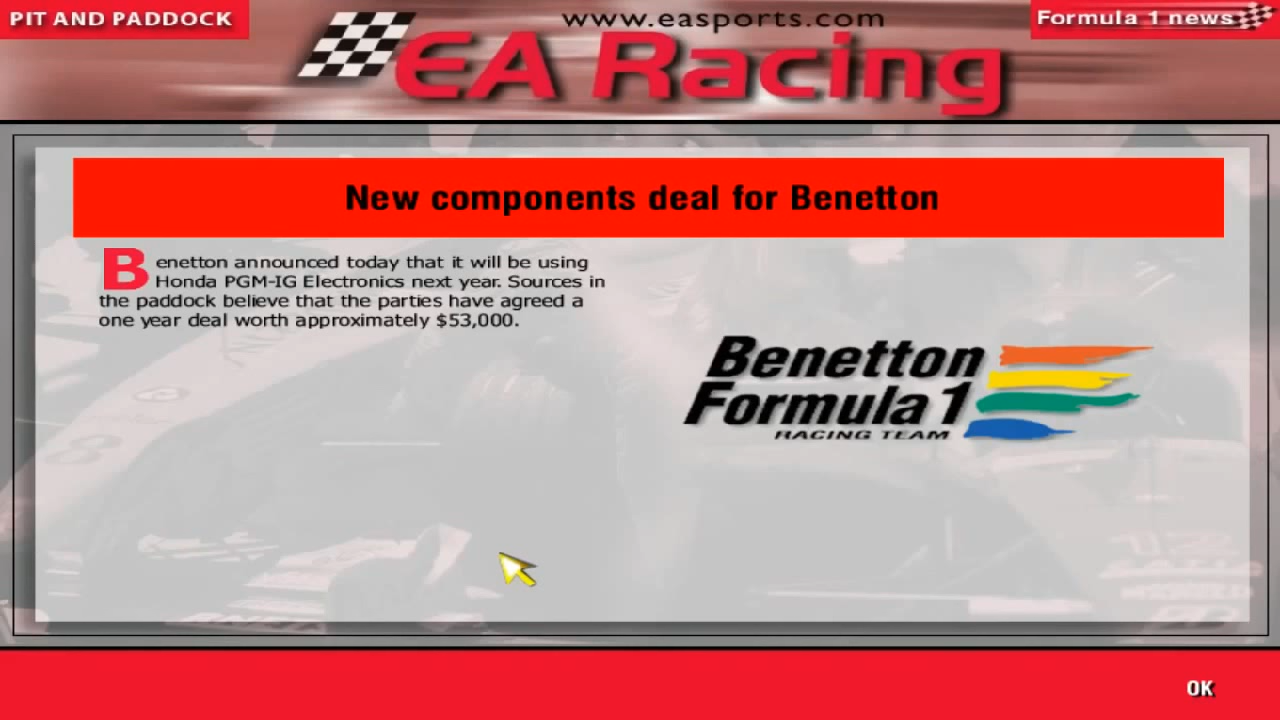 PIT AND PADDOCK
www.easports.com
Formula 1 news
EA Racing
New components deal for Benetton
Benetton announced today that it will be using
Honda PGM-IG Electronics next year. Sources in
the paddock believe that the parties have agreed a
one year deal worth approximately $53,000.
Benetton
Formula 1
RACING TEAM
8
OK